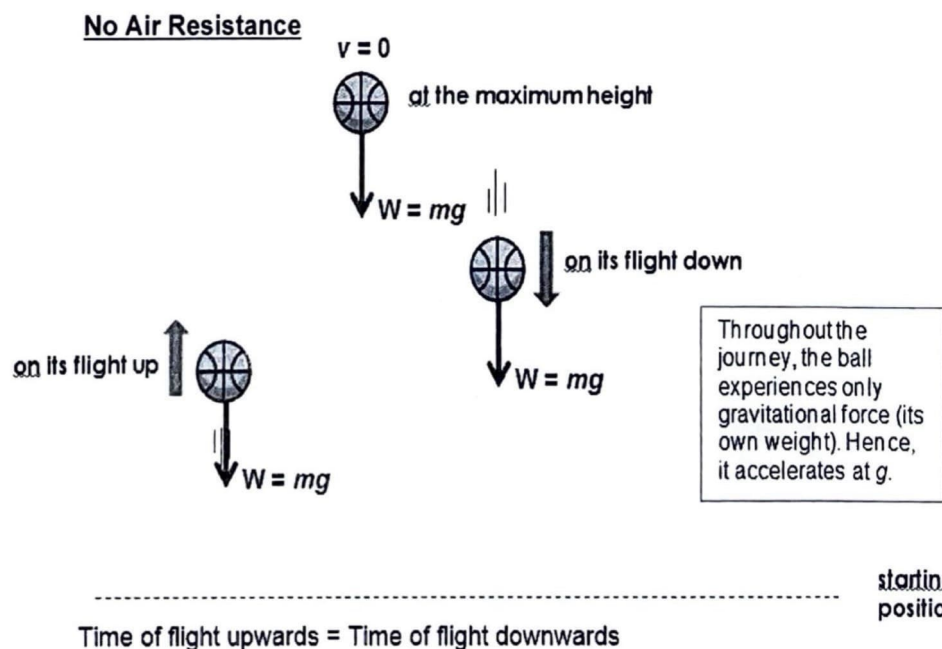 No Air Resistance
v = 0
at the maximum height
W = mg
on its flight down
W = mg
on its flight up
W = mg
Throughout the
journey, the ball
experiences only
gravitational force (its
own weight). Hence,
it accelerates at g.
startin
positio
Time of flight upwards = Time of flight downwards